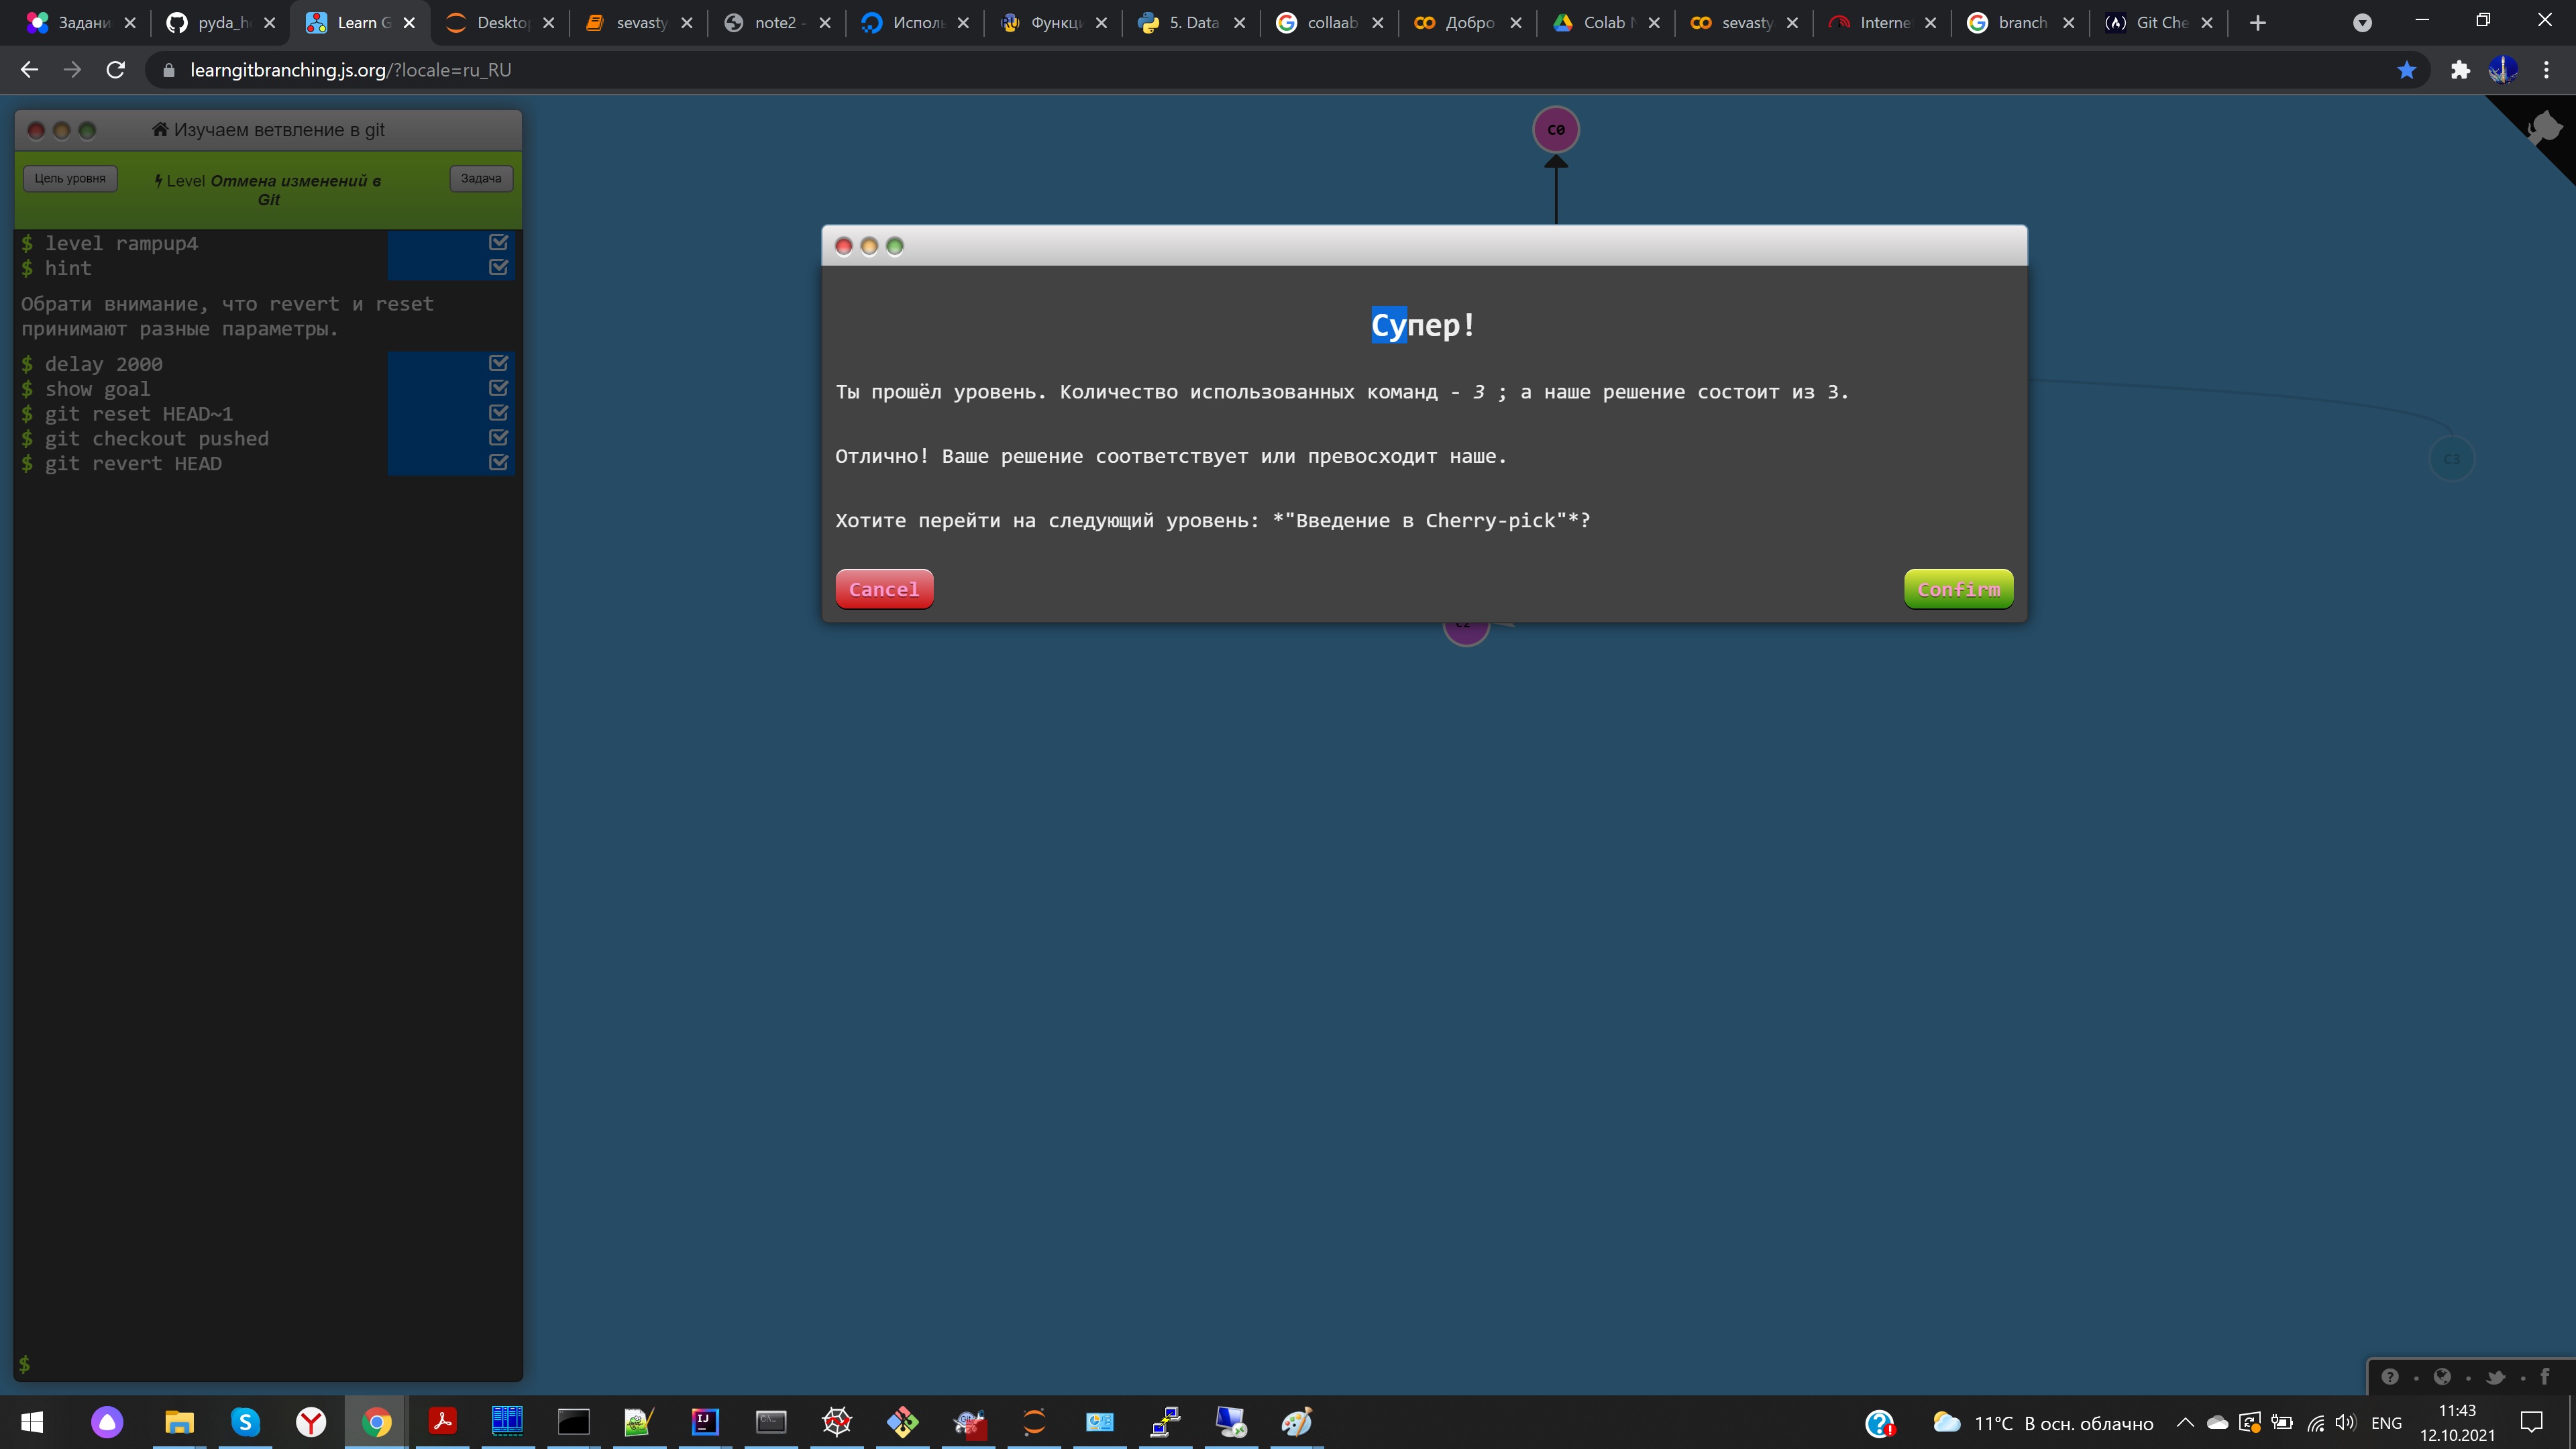 Задани
pyda_h
Learn G
Desktop
sevasty
note2 -
Исполь
Функци
5. Data
collaab
Добро
Colab N
sevasty
Interne
branch
Git Che
learngitbranching.js.org/?locale=ru_RU
Изучаем ветвление в git
Цель уровня
Level Отмена изменений в
Git
Задача
$ level rampup4
$ hint
Обрати внимание, что revert и reset
принимают разные параметры.
$ delay 2000
$ show goal
$ git reset HEAD~1
$ git checkout pushed
$ git revert HEAD
$
C0
Супер!
Ты прошёл уровень. Количество использованных команд - 3 ; а наше решение состоит из 3.
Отлично! Ваше решение соответствует или превосходит наше.
Хотите перейти на следующий уровень: *"Введение в Cherry-pick"*?
Cancel
Confirm
C3
C2
11°C В осн. облачно
ENG
11:43
12.10.2021